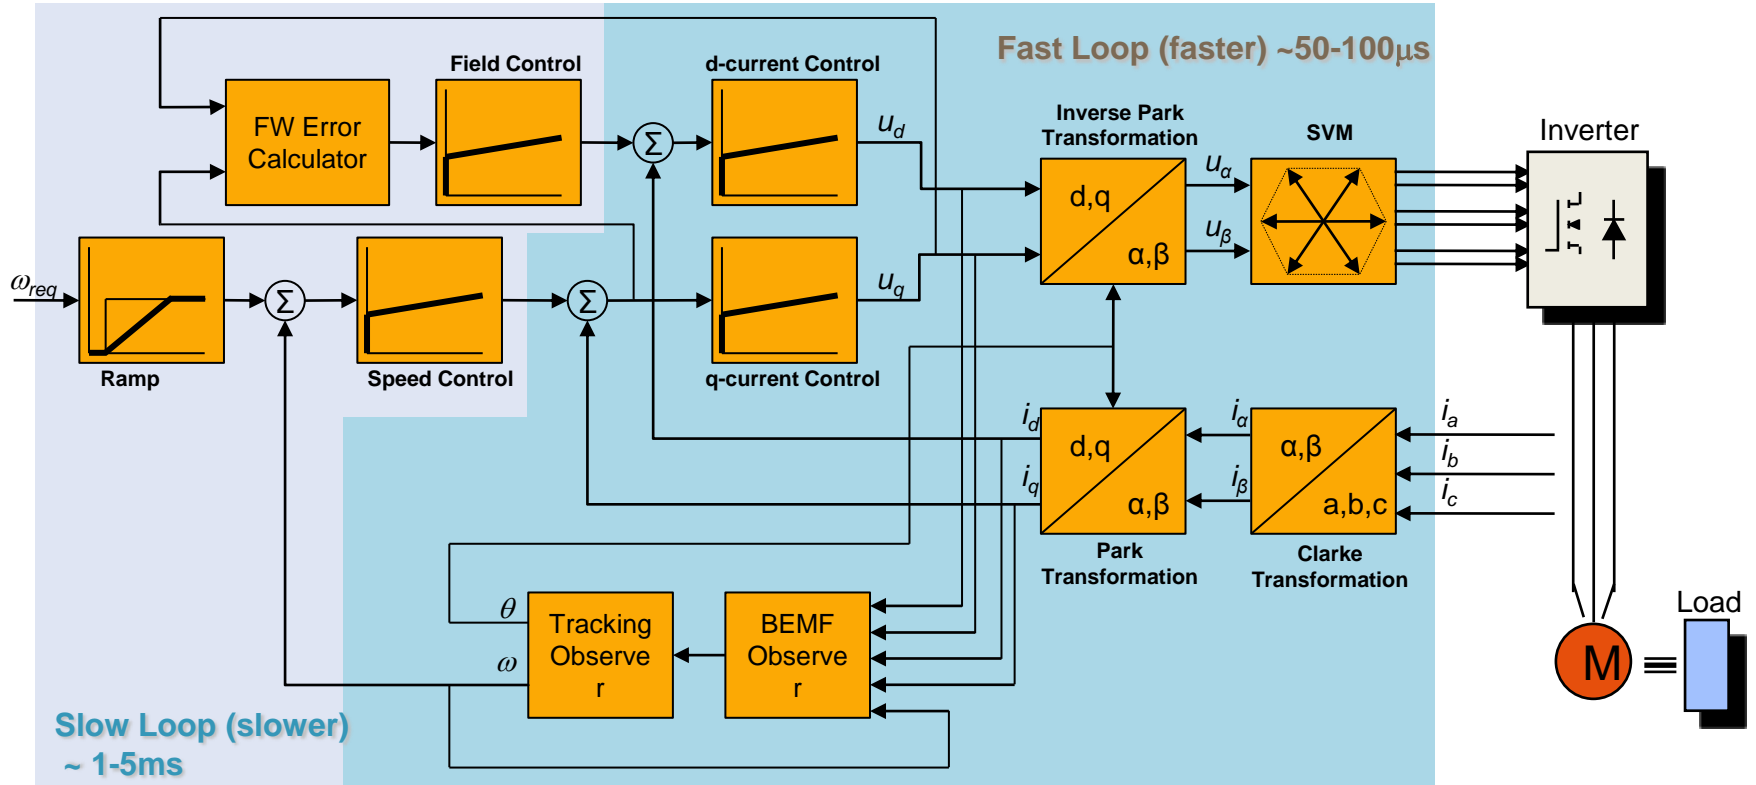 Fast Loop (faster) ~50-100μs
Field Control
d-current Control
FW Error
Calculator
Σ
u_d
Inverse Park
Transformation
d,q
α,β
u_α
u_β
SVM
Inverter
ω_req
Ramp
Σ
Speed Control
Σ
q-current Control
u_q
i_d
i_q
d,q
α,β
Park
Transformation
i_α
i_β
α,β
a,b,c
Clarke
Transformation
i_a
i_b
i_c
θ
ω
Tracking
Observe
r
BEMF
Observe
r
M
Load
Slow Loop (slower)
~ 1-5ms